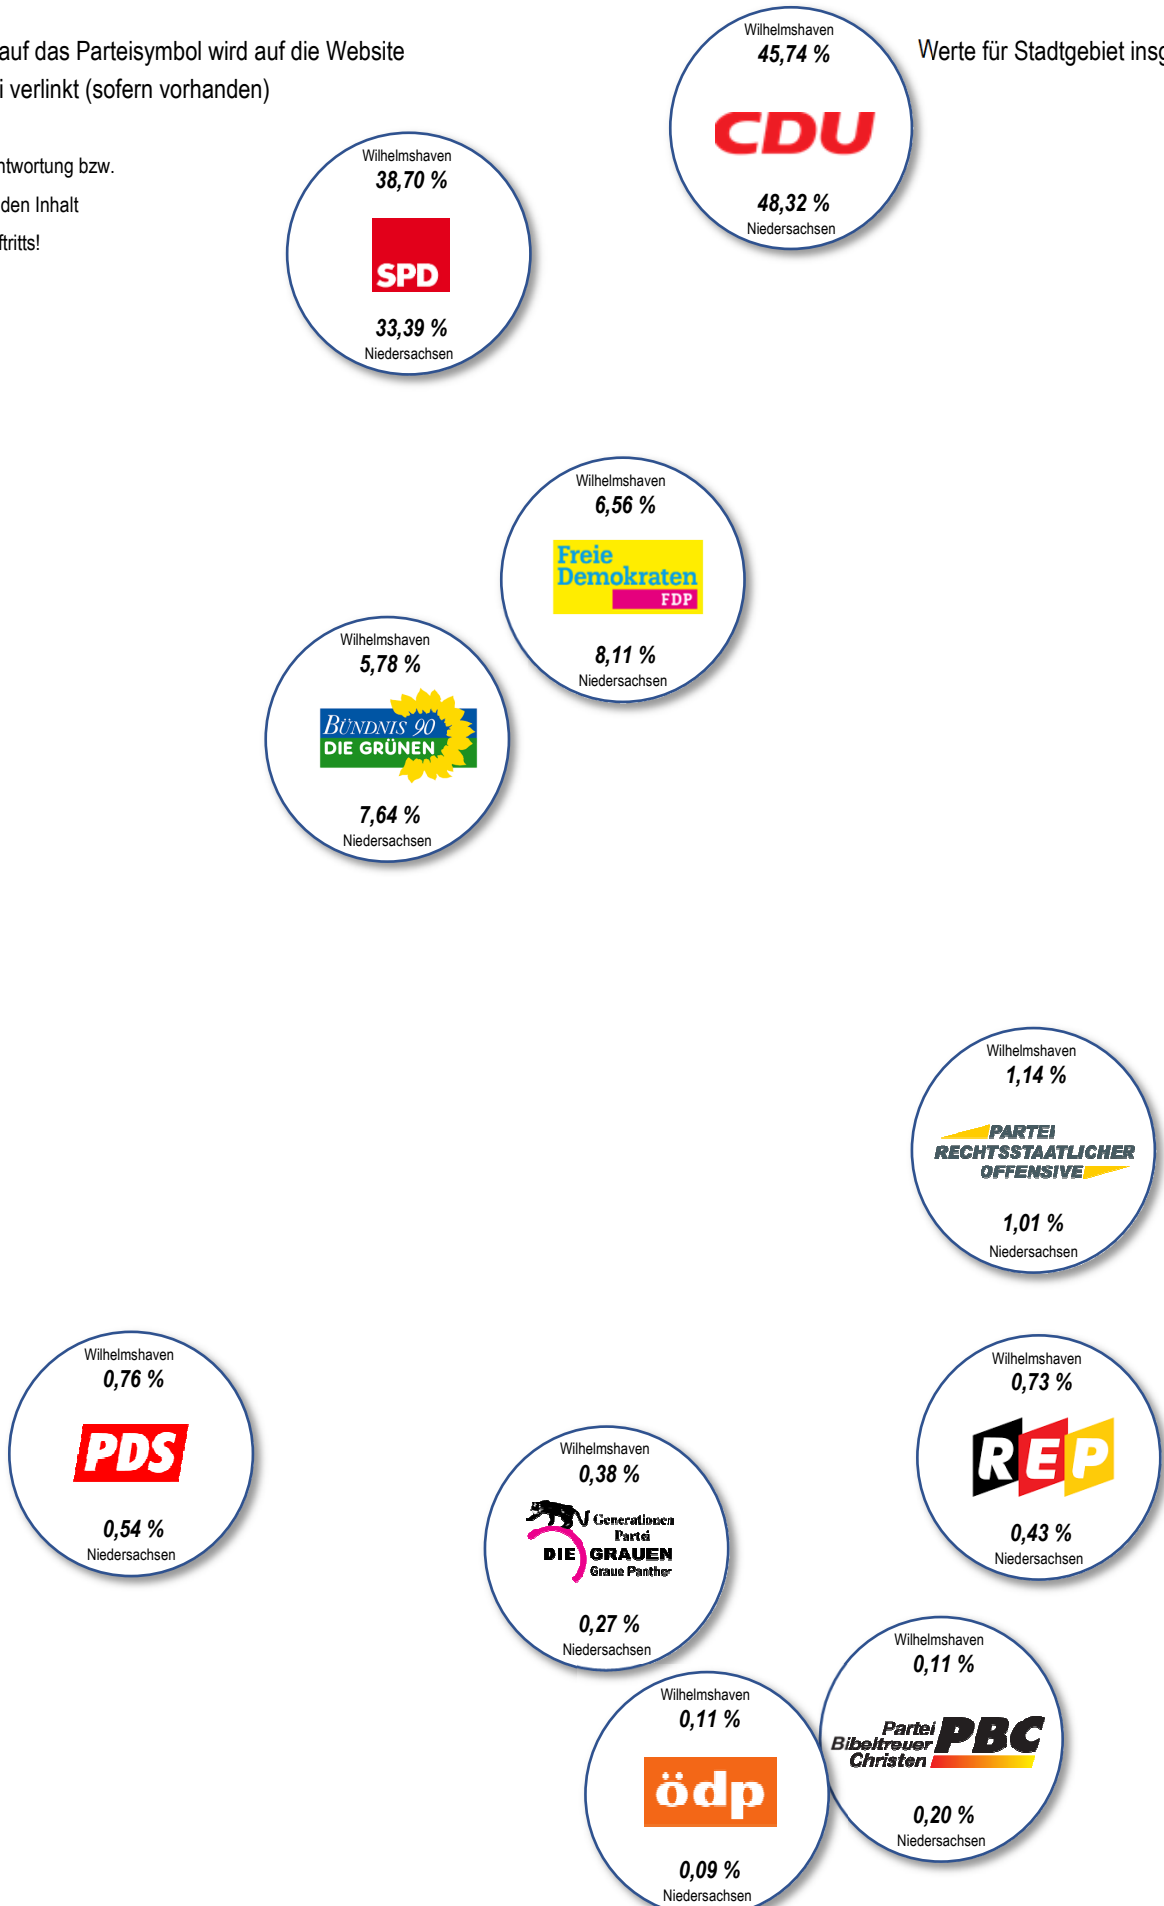 auf das Parteisymbol wird auf die Website
i verlinkt (sofern vorhanden)
ntwortung bzw.
den Inhalt
ftritts!
Wilhelmshaven
45,74 %
CDU
48,32 %
Niedersachsen
Werte für Stadtgebiet insg
Wilhelmshaven
38,70 %
SPD
33,39 %
Niedersachsen
Wilhelmshaven
6,56 %
Freie
Demokraten
FDP
8,11 %
Niedersachsen
Wilhelmshaven
5,78 %
BÜNDNIS 90
DIE GRÜNEN
7,64 %
Niedersachsen
Wilhelmshaven
1,14 %
PARTEI
RECHTSSTAATLICHER
OFFENSIVE
1,01 %
Niedersachsen
Wilhelmshaven
0,76 %
PDS
0,54 %
Niedersachsen
Wilhelmshaven
0,73 %
REP
0,43 %
Niedersachsen
Wilhelmshaven
0,38 %
Generationen
Partei
DIE GRAUEN
Graue Panther
0,27 %
Niedersachsen
Wilhelmshaven
0,11 %
Partei
Bibeltreuer
Christen
PBC
0,20 %
Niedersachsen
Wilhelmshaven
0,11 %
ödp
0,09 %
Niedersachsen